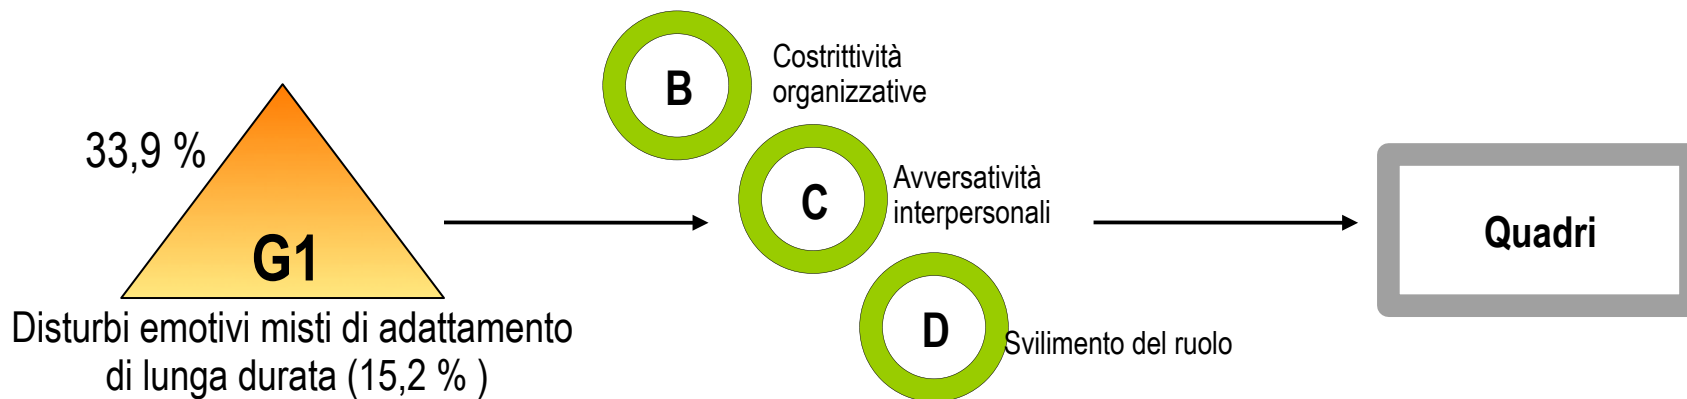 33,9 %
G1
Disturbi emotivi misti di adattamento
di lunga durata (15,2 % )
B
Costrittività
organizzative
C
Avversatività
interpersonali
D
Svilimento del ruolo
Quadri